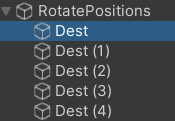 RotatePositions
Dest
Dest (1)
Dest (2)
Dest (3)
Dest (4)